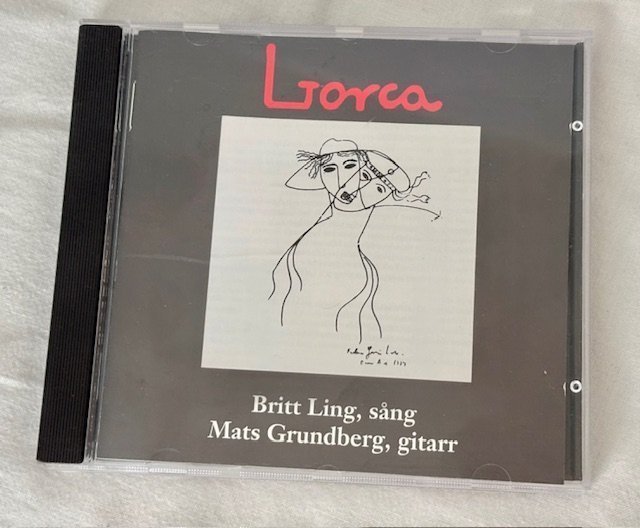 Lorca
Britt Ling, sång
Mats Grundberg, gitarr